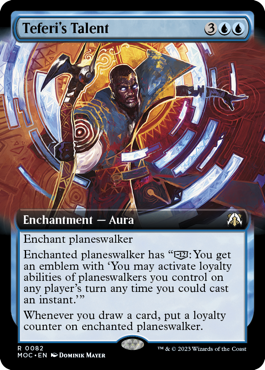 Teferi's Talent 3
Enchantment — Aura
Enchant planeswalker
Enchanted planeswalker has “: You get
an emblem with ‘You may activate loyalty
abilities of planeswalkers you control on
any player's turn any time you could cast
an instant.’”
Whenever you draw a card, put a loyalty
counter on enchanted planeswalker.
R 0082
MOC • EN DOMINIK MAYER
™ & © 2023 Wizards of the Coast